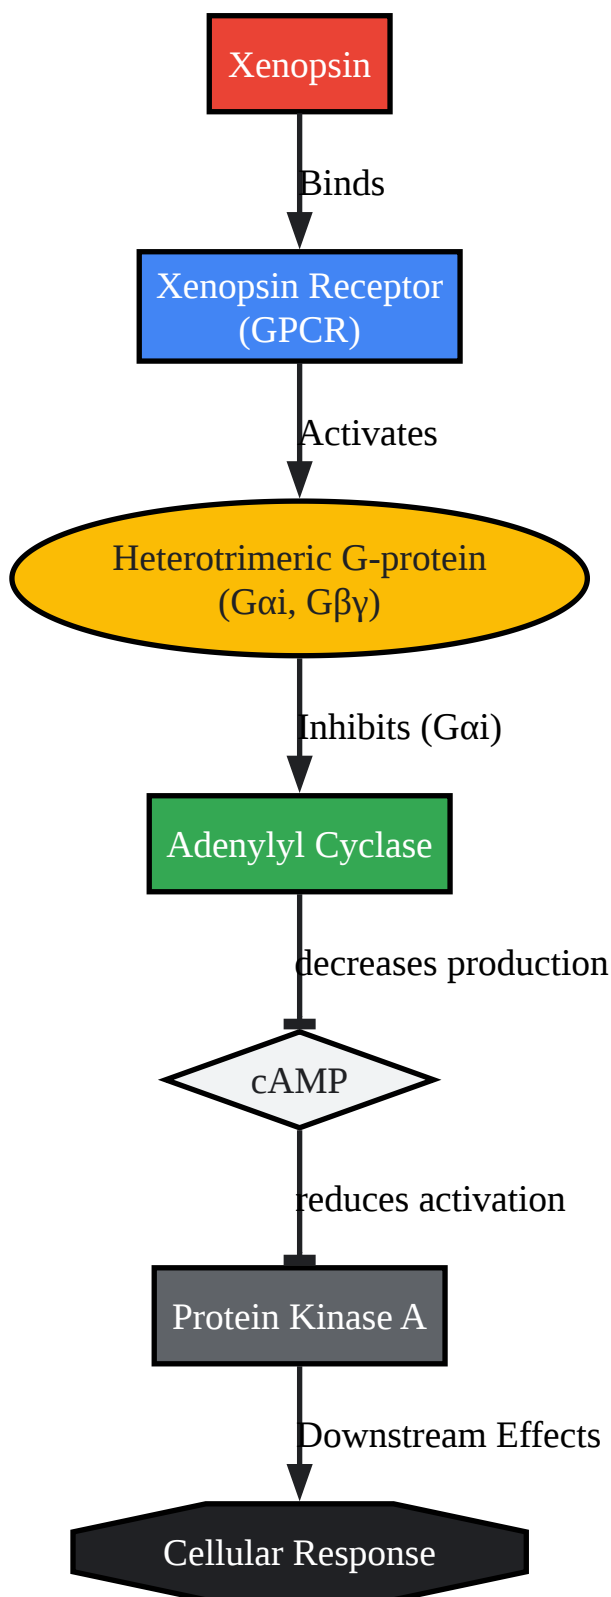 Xenopsin
Binds
Xenopsin Receptor
(GPCR)
Activates
Heterotrimeric G-protein
(Gαi, Gβγ)
Inhibits (Gαi)
Adenylyl Cyclase
decreases production
cAMP
reduces activation
Protein Kinase A
Downstream Effects
Cellular Response